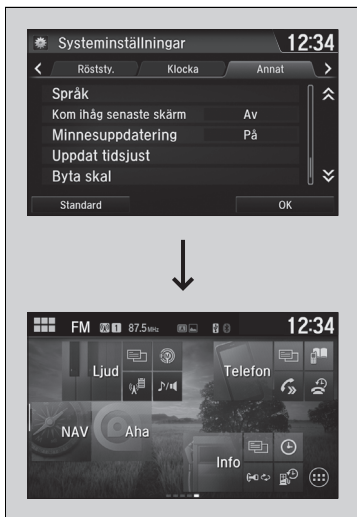 Systeminställningar 12:34
Röststy. Klocka Annat
Språk
Kom ihåg senaste skärm Av
Minnesuppdatering På
Uppdat tidsjust
Byta skal
Standard OK
FM 1 87.5MHz 12:34
Ljud Telefon
NAV Aha
Info